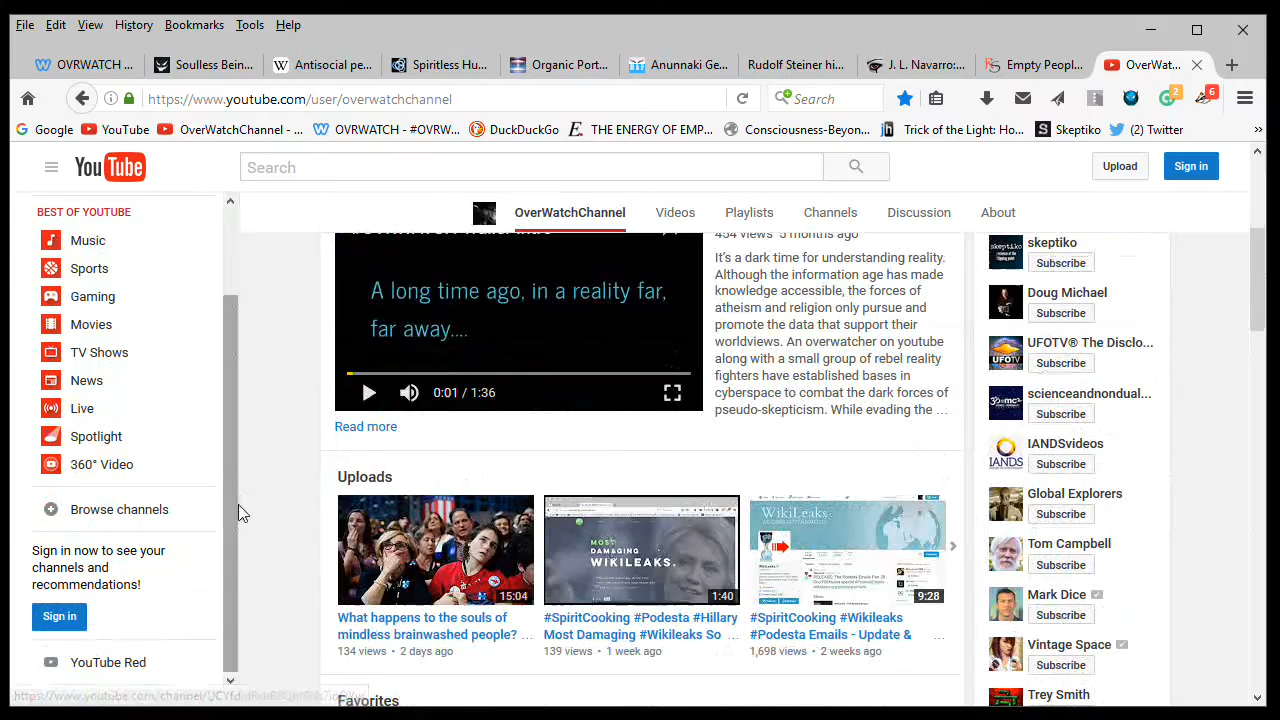 File Edit View History Bookmarks Tools Help
OVRWATCH ... Soulless Bein... Antisocial pe... Spiritless Hu... Organic Port... Anunnaki Ge... Rudolf Steiner hi... J. L. Navarro:... Empty Peopl... OverWat...
https://www.youtube.com/user/overwatchchannel
Search
2
6
Google YouTube OverWatchChannel - ... OVRWATCH - #OVRW... DuckDuckGo THE ENERGY OF EMP... Consciousness-Beyon... Trick of the Light: Ho... Skeptiko (2) Twitter
YouTube
Search
Upload
Sign in
OverWatchChannel Videos Playlists Channels Discussion About
BEST OF YOUTUBE
Music
Sports
Gaming
Movies
TV Shows
News
Live
Spotlight
360° Video
Browse channels
Sign in now to see your
channels and
recommendations!
Sign in
YouTube Red
A long time ago, in a reality far,
far away....
0:01 / 1:36
454 views 5 months ago
It's a dark time for understanding reality.
Although the information age has made
knowledge accessible, the forces of
atheism and religion only pursue and
promote the data that support their
worldviews. An overwatcher on youtube
along with a small group of rebel reality
fighters have established bases in
cyberspace to combat the dark forces of
pseudo-skepticism. While evading the ...
Read more
Uploads
15:04
What happens to the souls of
mindless brainwashed people? ...
134 views • 2 days ago
MOST
DAMAGING
WIKILEAKS.
1:40
#SpiritCooking #Podesta #Hillary
Most Damaging #Wikileaks So ...
139 views • 1 week ago
WikiLeaks
9:28
#SpiritCooking #Wikileaks
#Podesta Emails - Update & ...
1,698 views • 2 weeks ago
Favorites
skeptiko
Subscribe
Doug Michael
Subscribe
UFOTV® The Disclo...
Subscribe
scienceandnondual...
Subscribe
IANDSvideos
Subscribe
Global Explorers
Subscribe
Tom Campbell
Subscribe
Mark Dice
Subscribe
Vintage Space
Subscribe
Trey Smith